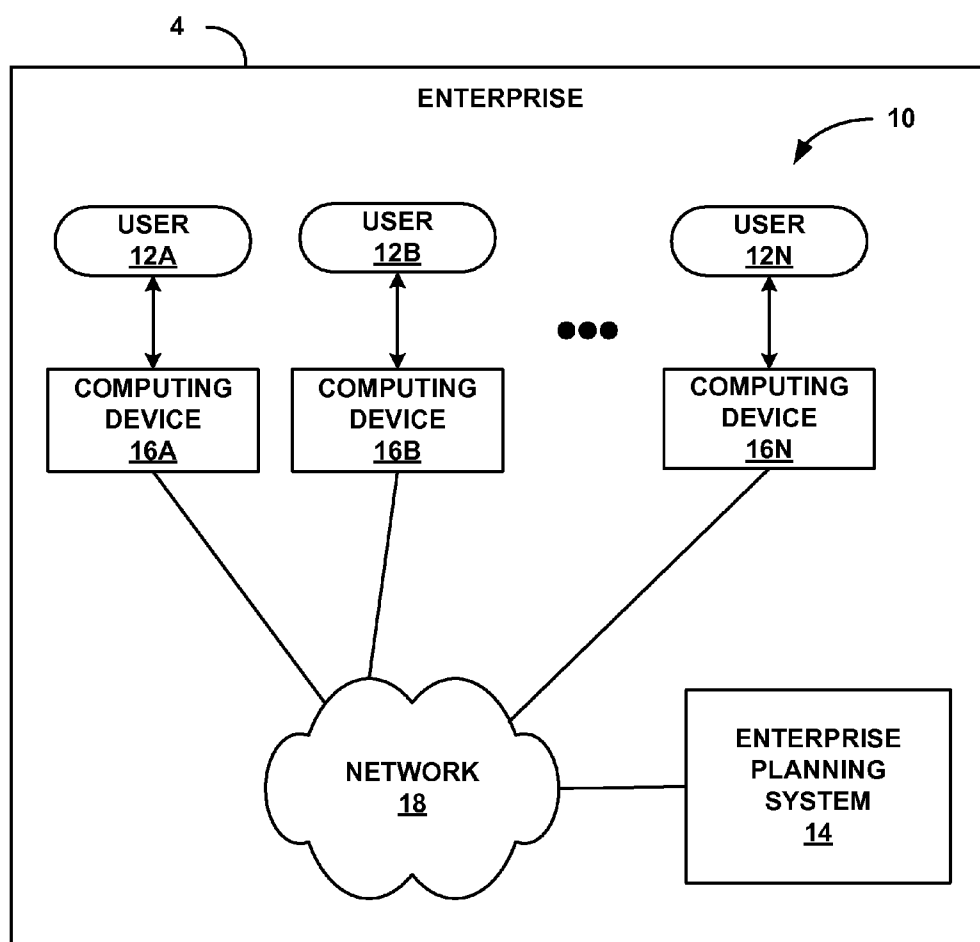 4
ENTERPRISE
10
USER
12A
USER
12B
USER
12N
COMPUTING
DEVICE
16A
COMPUTING
DEVICE
16B
COMPUTING
DEVICE
16N
NETWORK
18
ENTERPRISE
PLANNING
SYSTEM
14